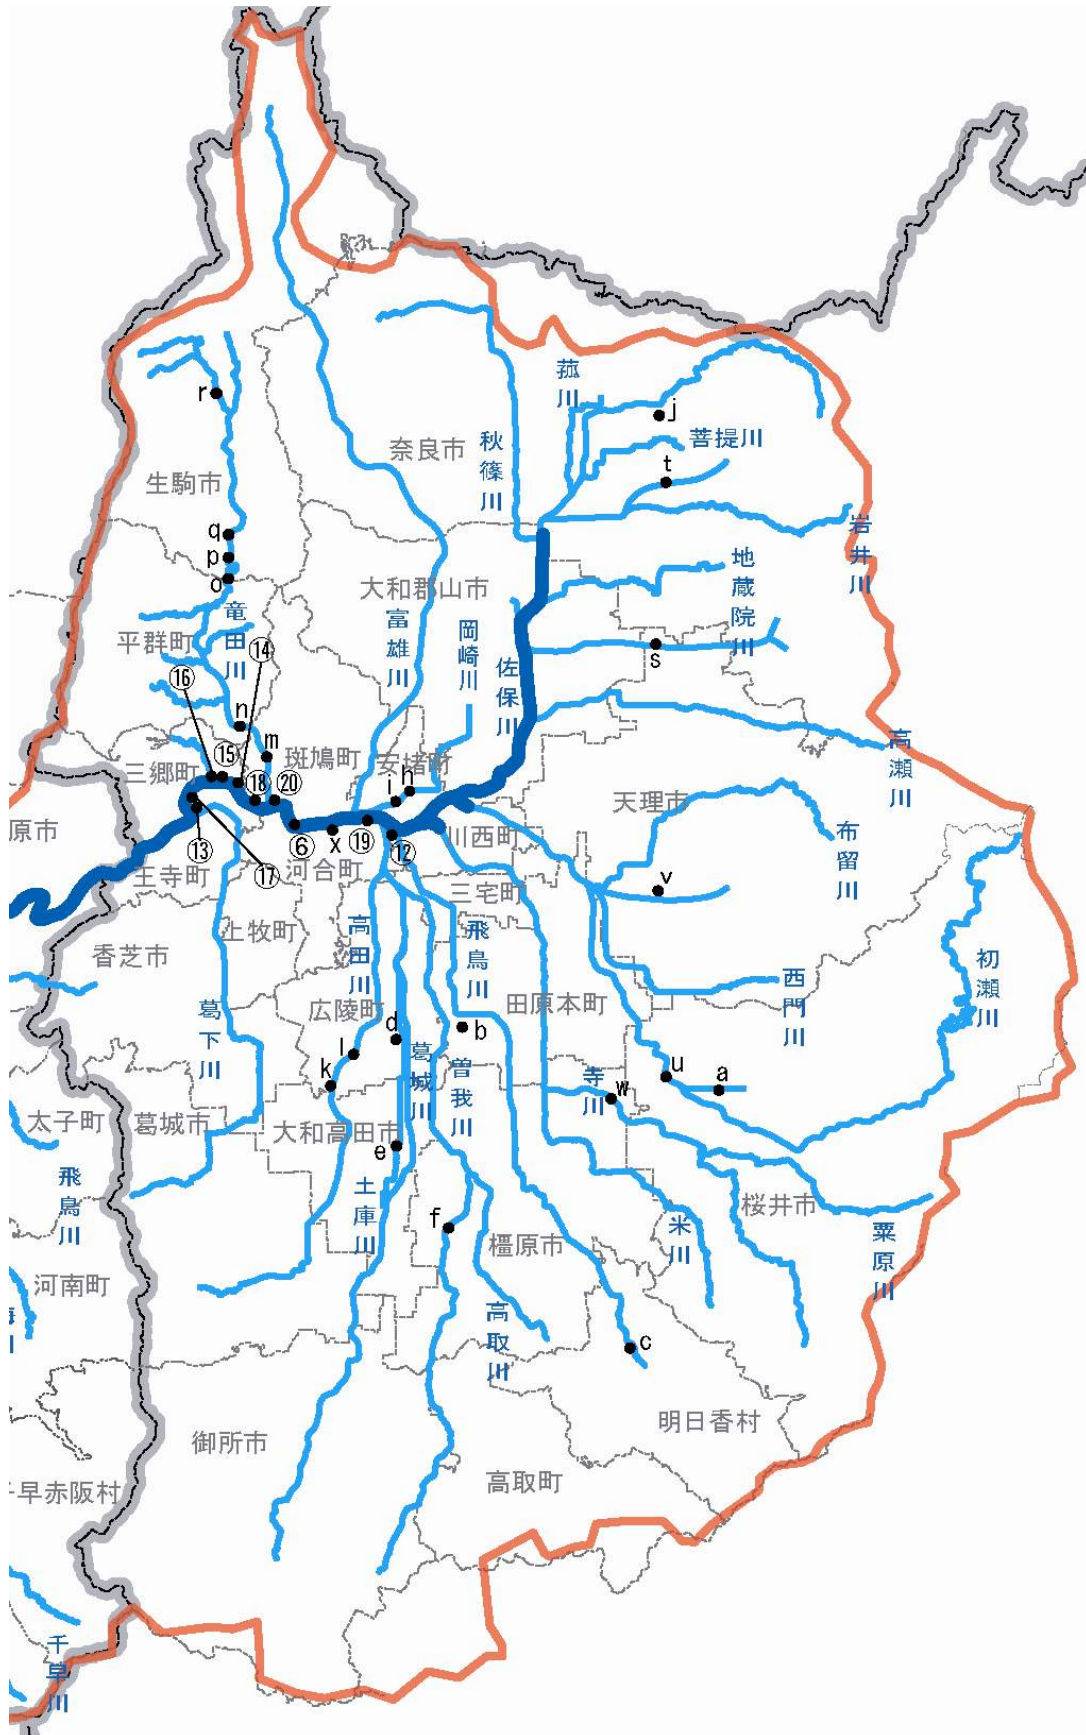 菰川
j
r
秋篠川
奈良市
菩提川
t
生駒市
岩井川
q
p
地蔵院川
o
大和郡山市
竜田川
富雄川
岡崎川
平群町
⑭
s
⑯
佐保川
n
m
高瀬川
⑮
斑鳩町
安堵町
三郷町
⑱
⑳
h
i
天理市
原市
⑥
x
⑲
⑫
川西町
布留川
⑬
⑰
河合町
王寺町
三宅町
v
上牧町
高田川
飛鳥川
香芝市
初瀬川
西門川
広陵町
田原本町
葛下川
d
b
l
葛城川
曽我川
k
u
a
寺川
w
太子町
葛城市
大和高田市
e
飛鳥川
土庫川
f
米川
桜井市
橿原市
粟原川
河南町
高取川
c
明日香村
御所市
高取町
早赤阪村
千早川